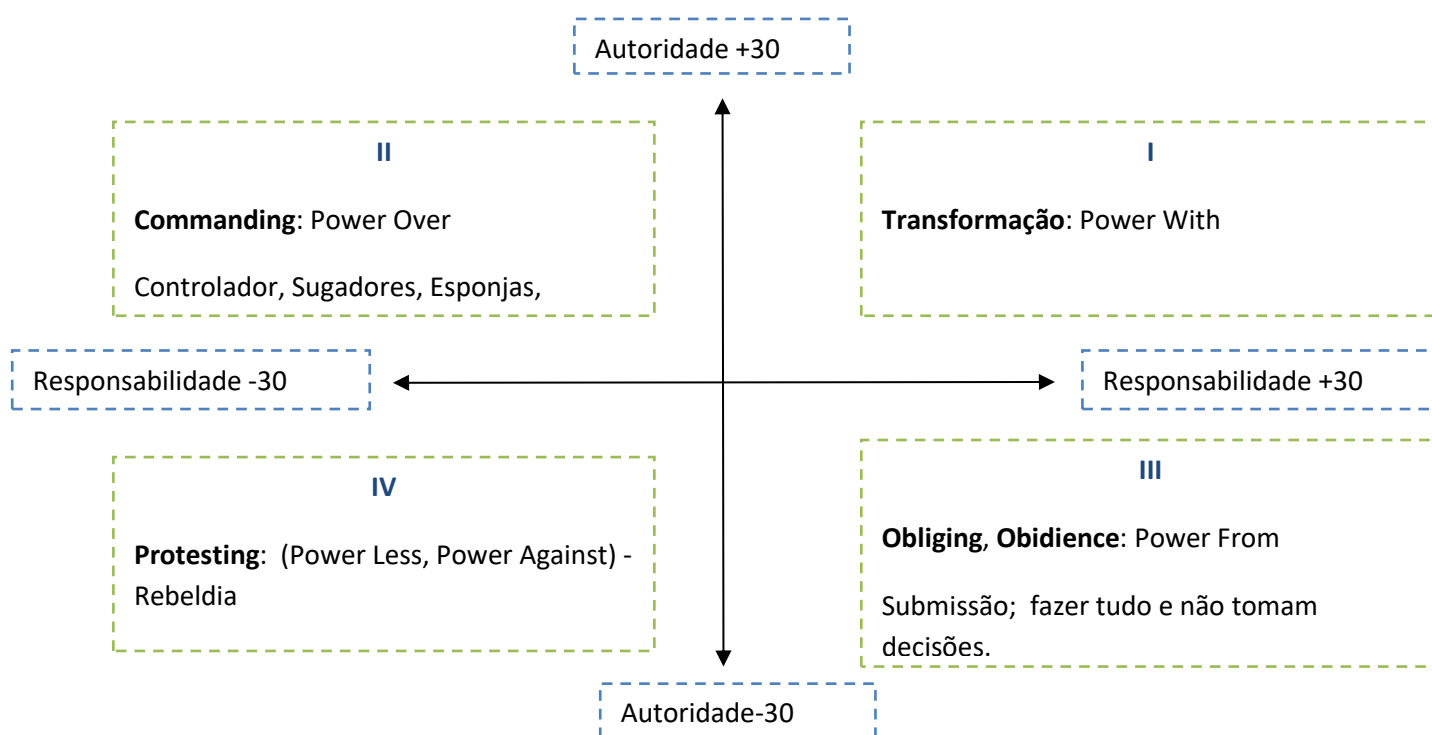 Autoridade +30
II
Commanding: Power Over
Controlador, Sugadores, Esponjas,
I
Transformação: Power With
Responsabilidade -30
Responsabilidade +30
IV
Protesting: (Power Less, Power Against) -
Rebeldia
III
Obliging, Obidience: Power From
Submissão; fazer tudo e não tomam
decisões.
Autoridade-30